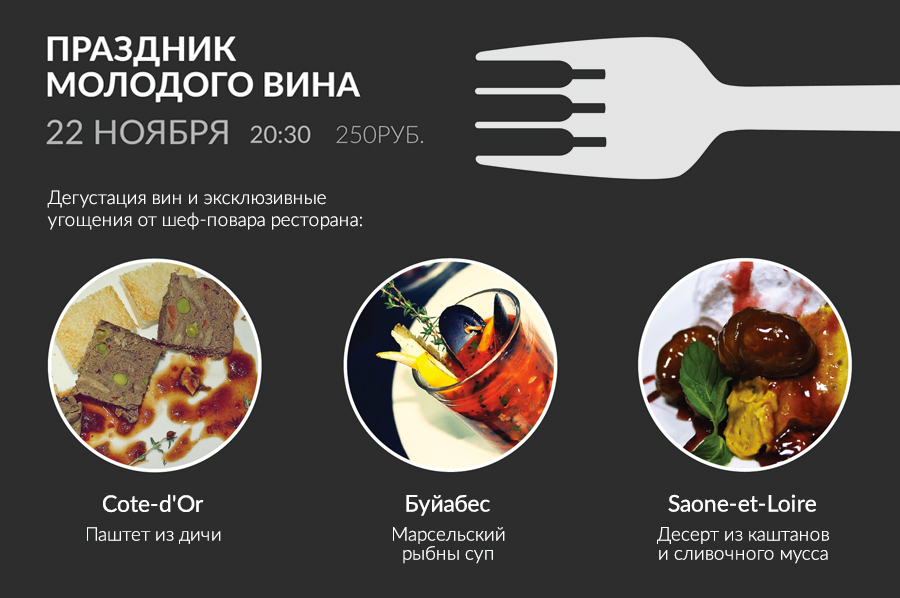 ПРАЗДНИК
МОЛОДОГО ВИНА
22 НОЯБРЯ 20:30 250РУБ.
Дегустация вин и эксклюзивные
угощения от шеф-повара ресторана:
Cote-d'Or
Паштет из дичи
Буйабес
Марсельский
рыбны суп
Saone-et-Loire
Десерт из каштанов
и сливочного мусса